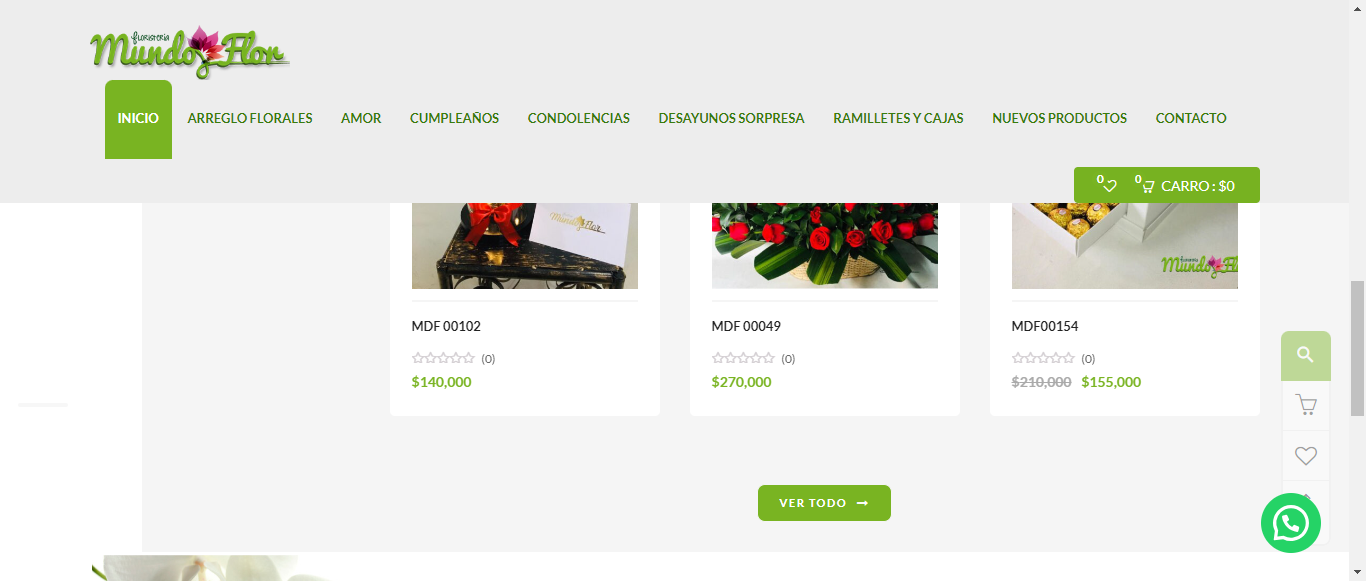 FLORISTERÍA
Mundo Flor
INICIO
ARREGLO FLORALES
AMOR
CUMPLEAÑOS
CONDOLENCIAS
DESAYUNOS SORPRESA
RAMILLETES Y CAJAS
NUEVOS PRODUCTOS
CONTACTO
0
0
CARRO : $0
Mundo Flor
Mundo Fl
MDF 00102
MDF 00049
MDF00154
(0)
(0)
(0)
$140,000
$270,000
$210,000 $155,000
VER TODO